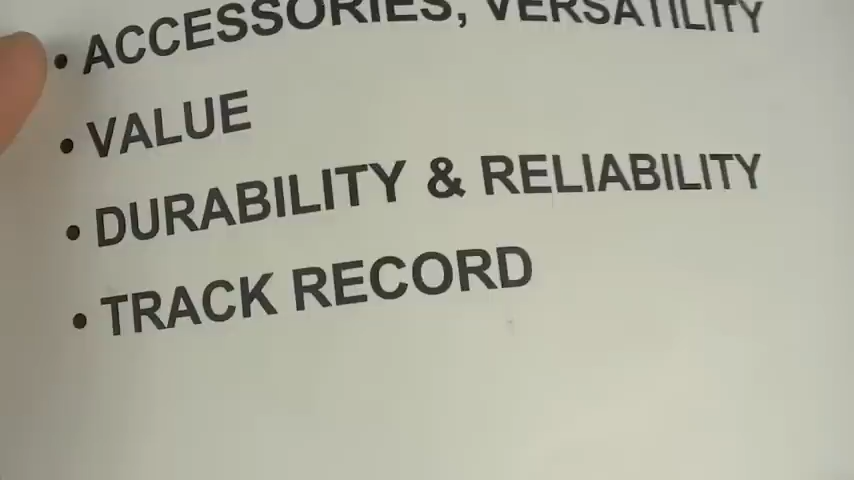 • ACCESSORIES, VERSATILITY
• VALUE
• DURABILITY & RELIABILITY
• TRACK RECORD